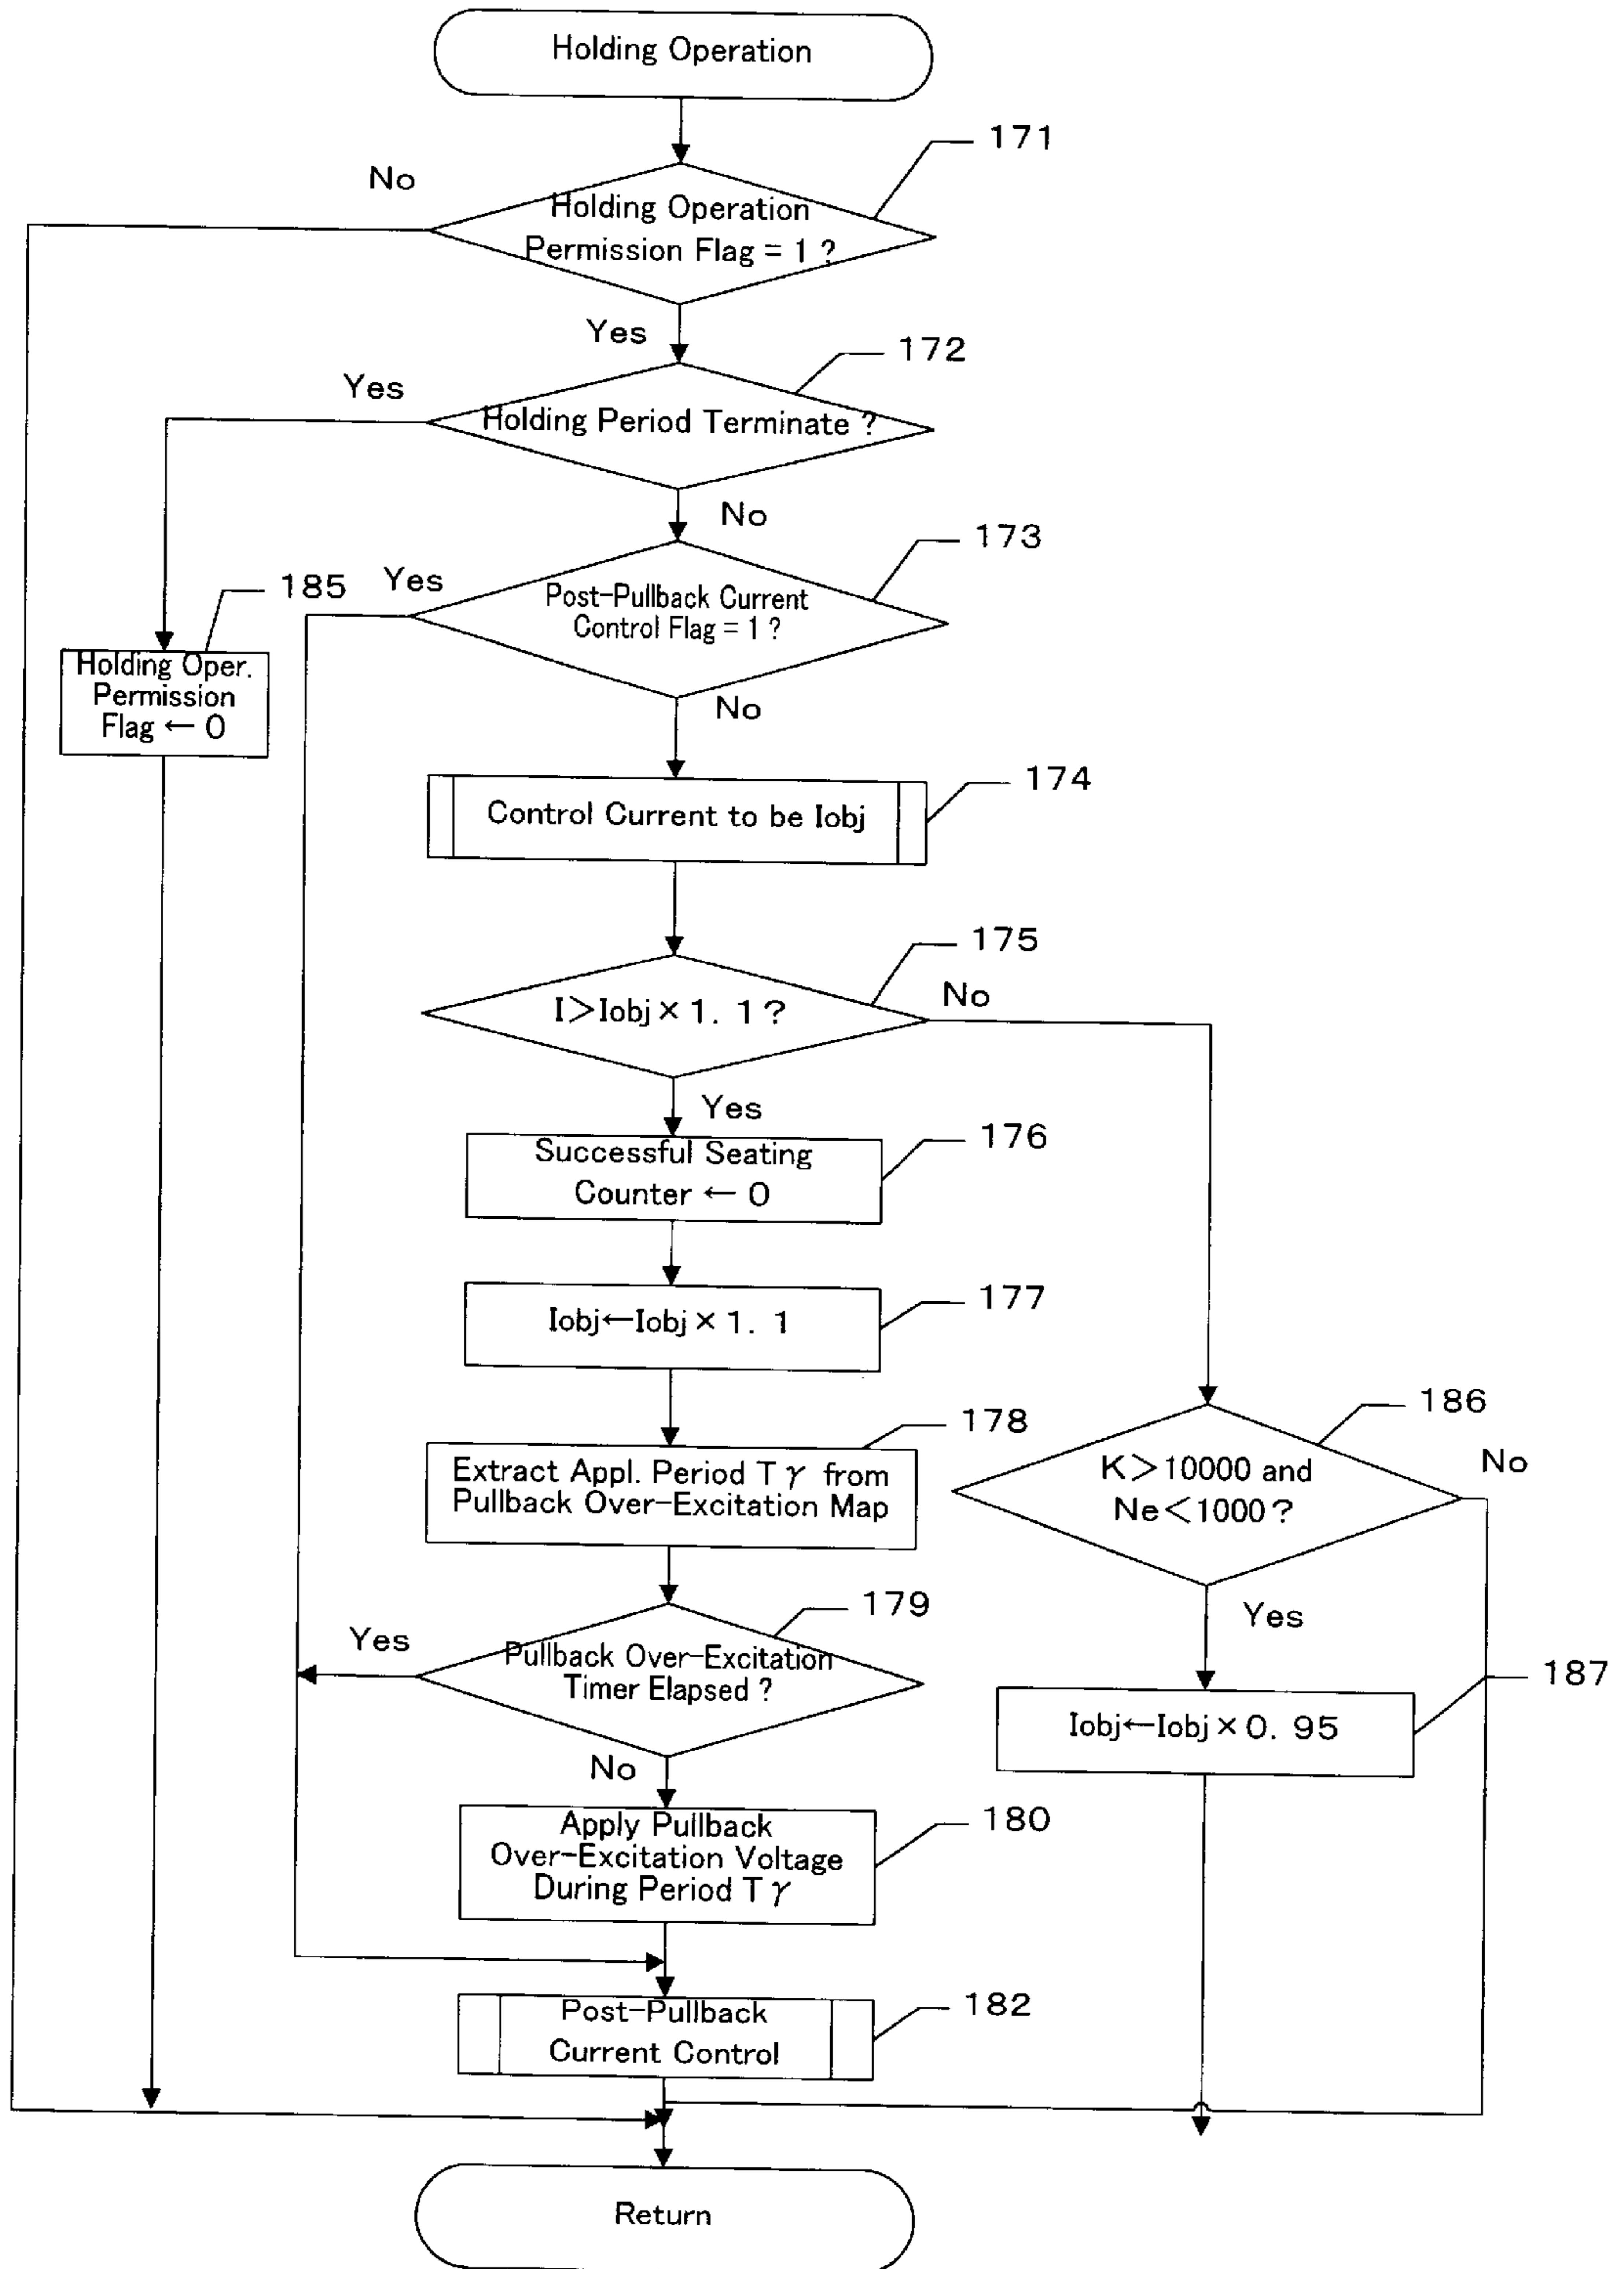 Holding Operation
171
No
Holding Operation
Permission Flag = 1 ?
Yes
172
Yes
Holding Period Terminate ?
No
173
Yes
Post-Pullback Current
Control Flag = 1 ?
185
Holding Oper.
Permission
Flag ← 0
No
174
Control Current to be Iobj
175
I>Iobj × 1. 1 ?
No
Yes
176
Successful Seating
Counter ← 0
177
Iobj←Iobj × 1. 1
178
Extract Appl. Period T γ from
Pullback Over-Excitation Map
186
K>10000 and
Ne<1000 ?
No
179
Yes
Pullback Over-Excitation
Timer Elapsed ?
Yes
187
Iobj←Iobj × 0. 95
No
180
Apply Pullback
Over-Excitation Voltage
During Period T γ
182
Post-Pullback
Current Control
Return